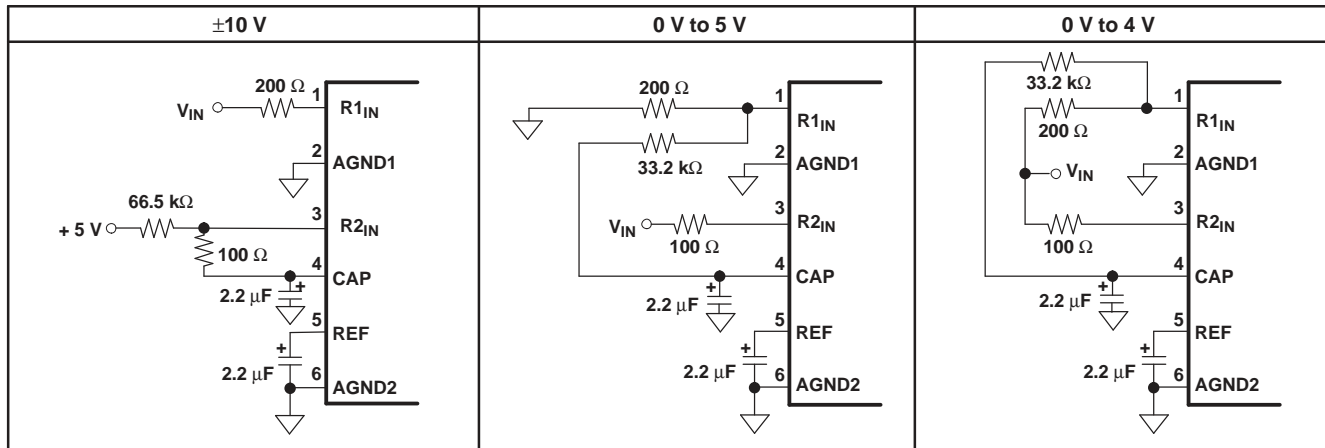 ±10 V
200 Ω
1
V_IN
R1_IN
2
AGND1
66.5 kΩ
3
+ 5 V
R2_IN
100 Ω
4
CAP
+
2.2 μF
5
REF
+
2.2 μF
6
AGND2
0 V to 5 V
200 Ω
1
R1_IN
33.2 kΩ
2
AGND1
3
V_IN
R2_IN
100 Ω
4
CAP
+
2.2 μF
5
REF
+
2.2 μF
6
AGND2
0 V to 4 V
33.2 kΩ
1
200 Ω
R1_IN
2
AGND1
V_IN
3
R2_IN
100 Ω
4
CAP
+
2.2 μF
5
REF
+
2.2 μF
6
AGND2